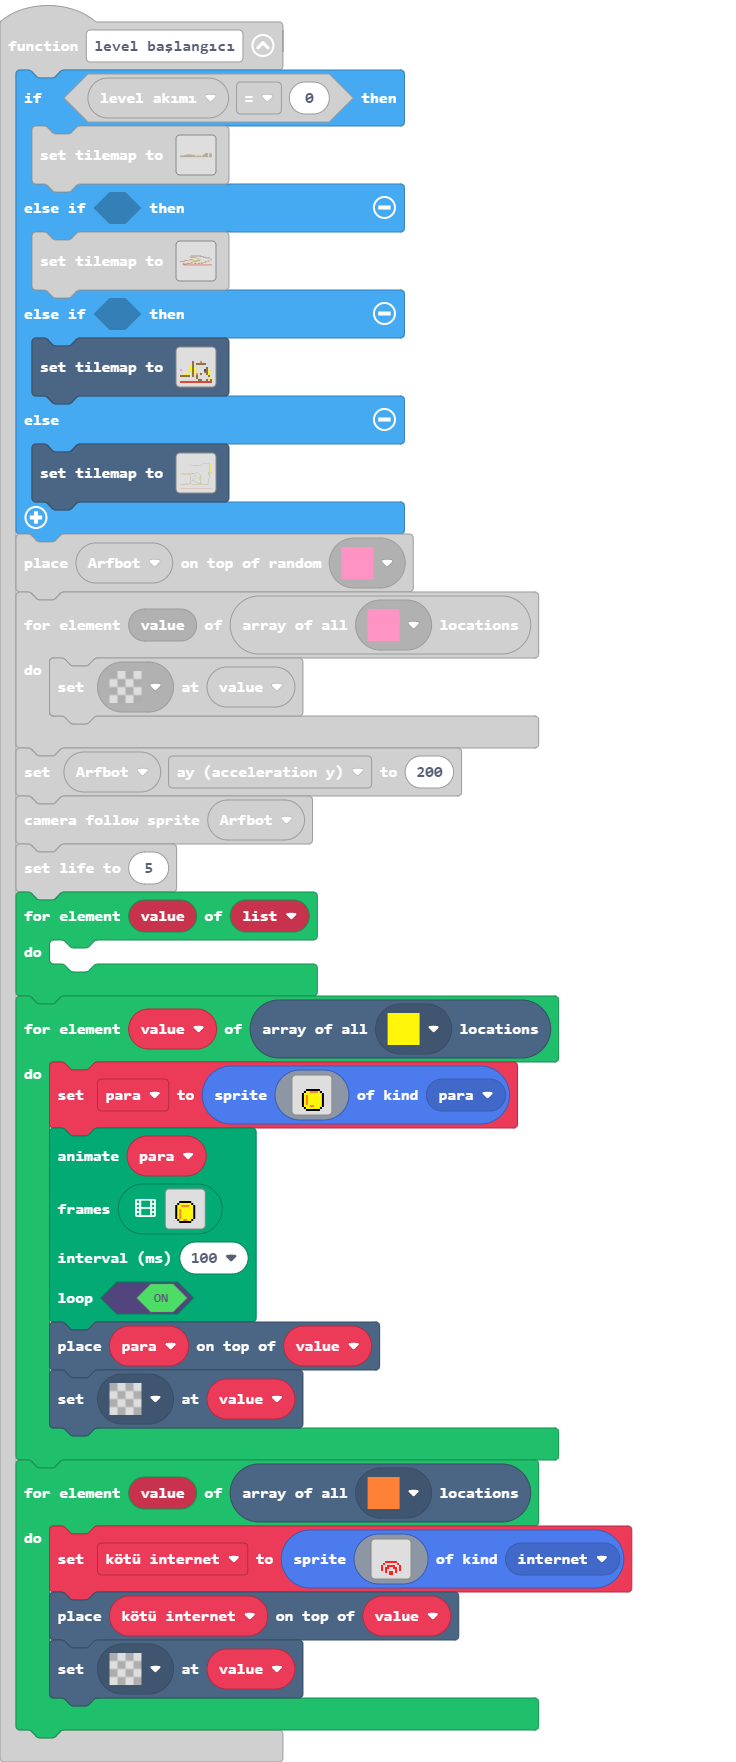 function level başlangıcı
if level akımı = 0 then
set tilemap to
else if then
set tilemap to
else if then
set tilemap to
else
set tilemap to
place Arfbot on top of random
for element value of array of all locations
do
set at value
set Arfbot ay (acceleration y) to 200
camera follow sprite Arfbot
set life to 5
for element value of list
do
for element value of array of all locations
do
set para to sprite of kind para
animate para
frames
interval (ms) 100
loop ON
place para on top of value
set at value
for element value of array of all locations
do
set kötü internet to sprite of kind internet
place kötü internet on top of value
set at value